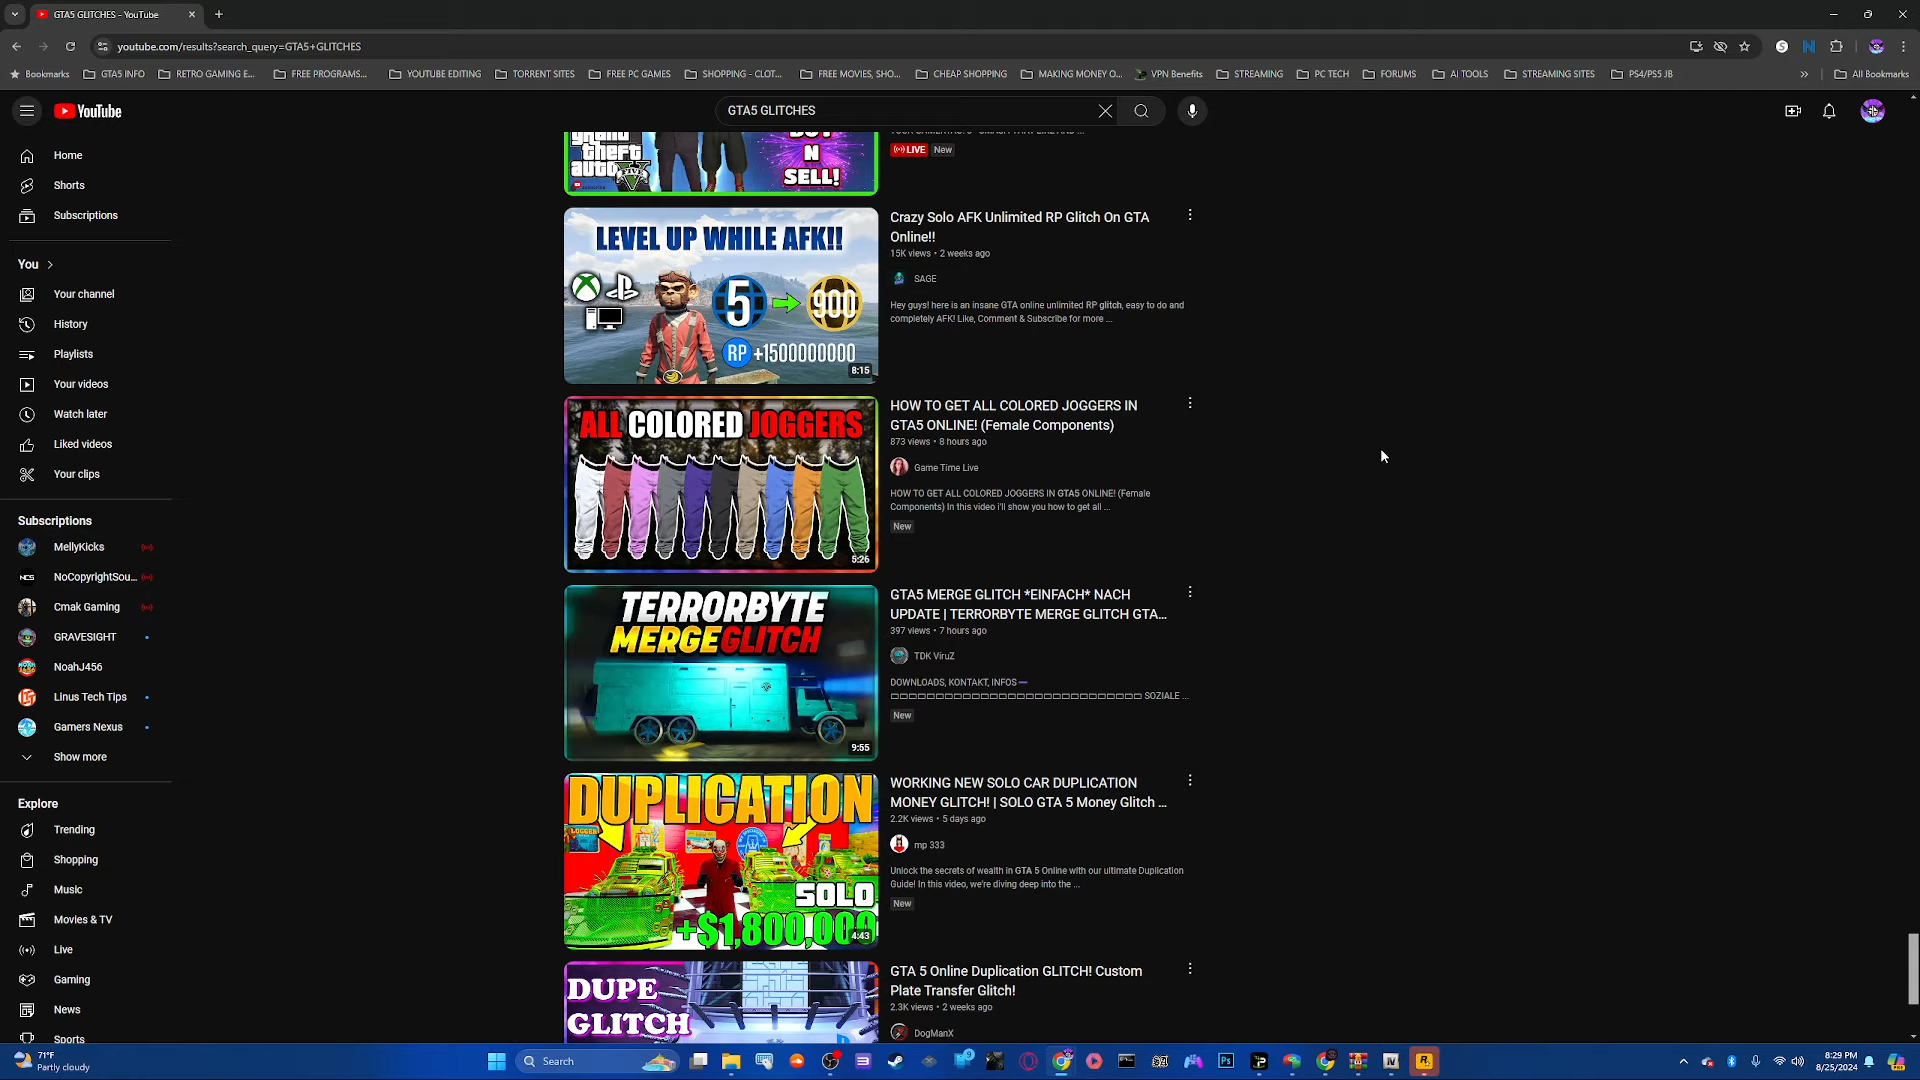 GTA5 GLITCHES - YouTube
youtube.com/results?search_query=GTA5+GLITCHES
Bookmarks
GTA5 INFO
RETRO GAMING E...
FREE PROGRAMS...
YOUTUBE EDITING
TORRENT SITES
FREE PC GAMES
SHOPPING - CLOT...
FREE MOVIES, SHO...
CHEAP SHOPPING
MAKING MONEY O...
VPN Benefits
STREAMING
PC TECH
FORUMS
AI TOOLS
STREAMING SITES
PS4/PS5 JB
All Bookmarks
YouTube
GTA5 GLITCHES
Home
Shorts
Subscriptions
You
Your channel
History
Playlists
Your videos
Watch later
Liked videos
Your clips
Subscriptions
MellyKicks
NCS
NoCopyrightSou...
Cmak Gaming
GRAVESIGHT
NoahJ456
Linus Tech Tips
Gamers Nexus
Show more
Explore
Trending
Shopping
Music
Movies & TV
Live
Gaming
News
Sports
grand
theft
auto
FIVE
BUY
N
SELL!
LIVE
New
LEVEL UP WHILE AFK!!
5
900
RP +1500000000
8:15
Crazy Solo AFK Unlimited RP Glitch On GTA
Online!!
15K views • 2 weeks ago
SAGE
Hey guys! here is an insane GTA online unlimited RP glitch, easy to do and
completely AFK! Like, Comment & Subscribe for more ...
ALL COLORED JOGGERS
5:26
HOW TO GET ALL COLORED JOGGERS IN
GTA5 ONLINE! (Female Components)
873 views • 8 hours ago
Game Time Live
HOW TO GET ALL COLORED JOGGERS IN GTA5 ONLINE! (Female
Components) In this video i'll show you how to get all ...
New
TERRORBYTE
MERGE GLITCH
9:55
GTA5 MERGE GLITCH *EINFACH* NACH
UPDATE | TERRORBYTE MERGE GLITCH GTA...
397 views • 7 hours ago
TDK ViruZ
DOWNLOADS, KONTAKT, INFOS
SOZIALE ...
New
DUPLICATION
SOLO
+$1,800,000
4:43
WORKING NEW SOLO CAR DUPLICATION
MONEY GLITCH! | SOLO GTA 5 Money Glitch ...
2.2K views • 5 days ago
mp 333
Unlock the secrets of wealth in GTA 5 Online with our ultimate Duplication
Guide! In this video, we're diving deep into the ...
New
DUPE
GLITCH
GTA 5 Online Duplication GLITCH! Custom
Plate Transfer Glitch!
2.3K views • 2 weeks ago
DogManX
71°F
Partly cloudy
Search
8:29 PM
8/25/2024